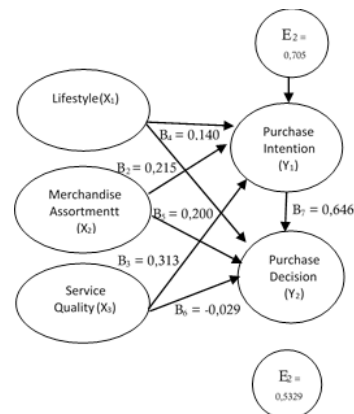 E₂ =
0,705
Lifestyle(X₁)
B₄ = 0,140
Purchase
Intention
(Y₁)
B₂ = 0,215
Merchandise
Assortmentt
(X₂)
B₅ = 0,200
B₇ = 0,646
B₃ = 0,313
Purchase
Decision
(Y₂)
Service
Quality(X₃)
B₆ = -0,029
E₂ =
0,5329